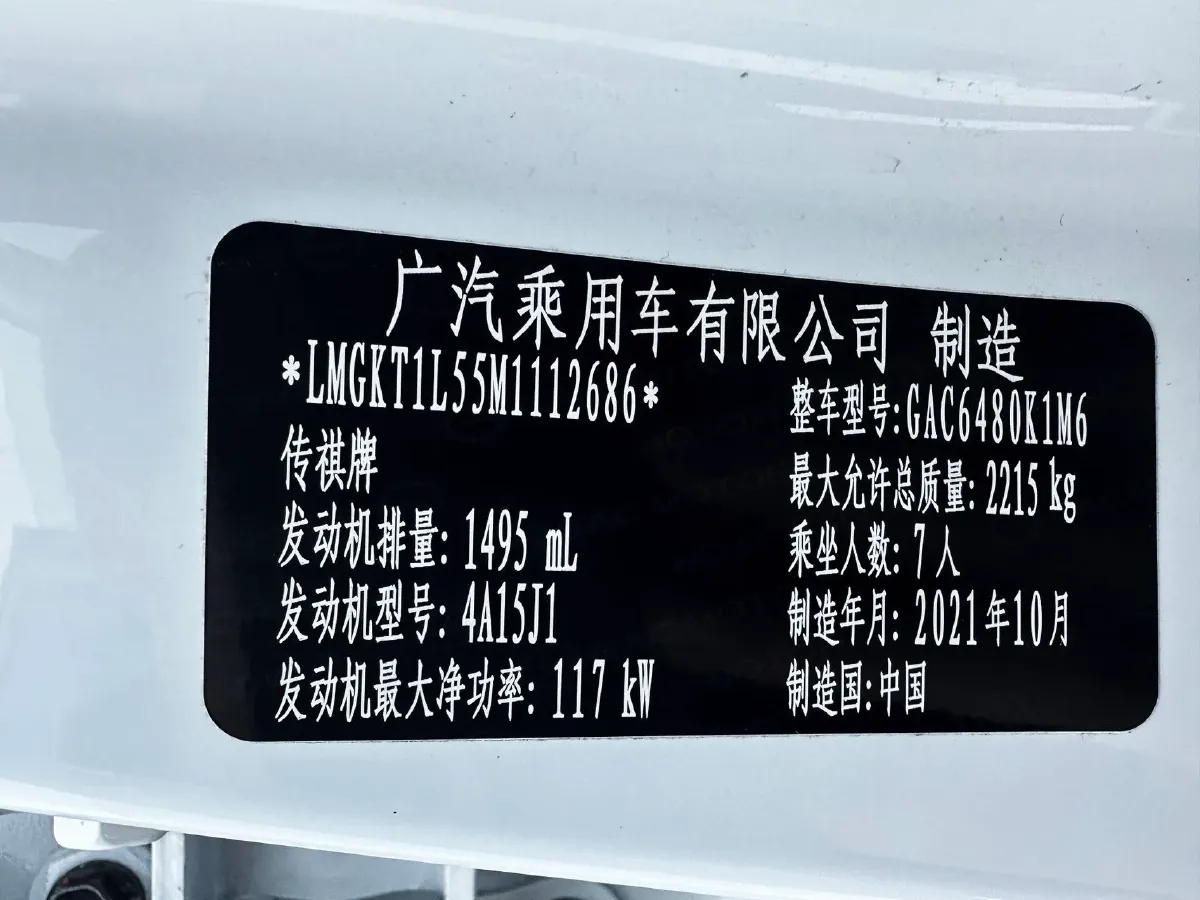 广汽乘用车有限公司 制造
*LMGKT1L55M1112686*
传祺牌
发动机排量: 1495 mL
发动机型号: 4A15J1
发动机最大净功率: 117 kW
整车型号:GAC6480K1M6
最大允许总质量: 2215 kg
乘坐人数: 7人
制造年月: 2021年10月
制造国:中国